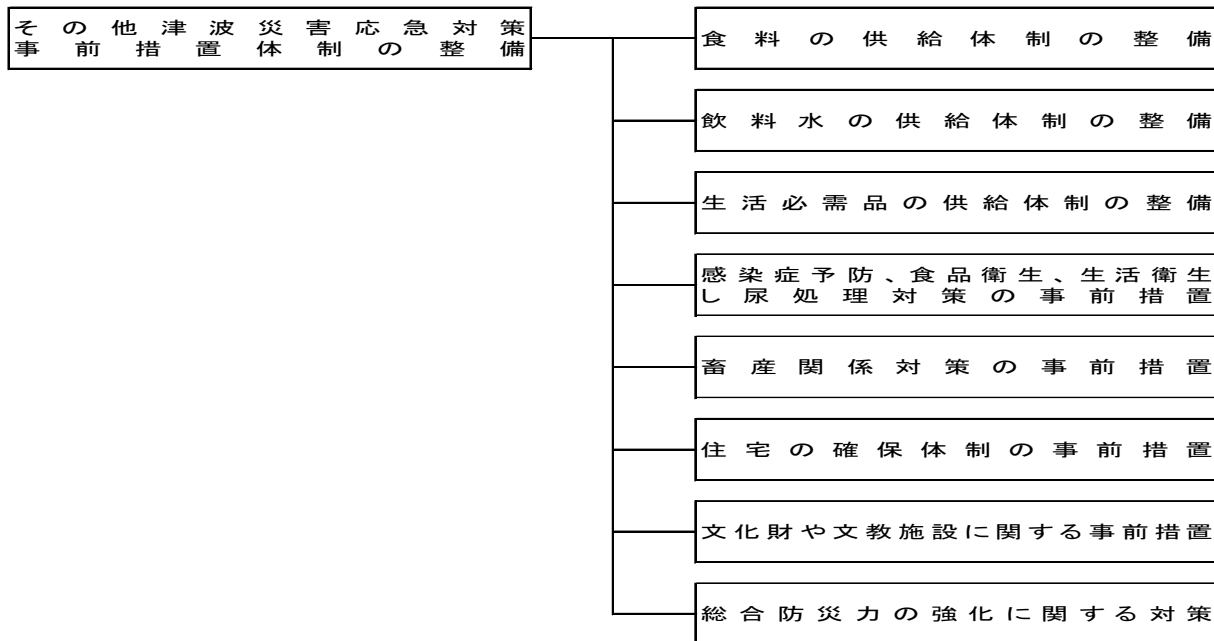 その他津波災害応急対策
事前措置体制の整備
食料の供給体制の整備
飲料水の供給体制の整備
生活必需品の供給体制の整備
感染症予防、食品衛生、生活衛生
し尿処理対策の事前措置
畜産関係対策の事前措置
住宅の確保体制の事前措置
文化財や文教施設に関する事前措置
総合防災力の強化に関する対策